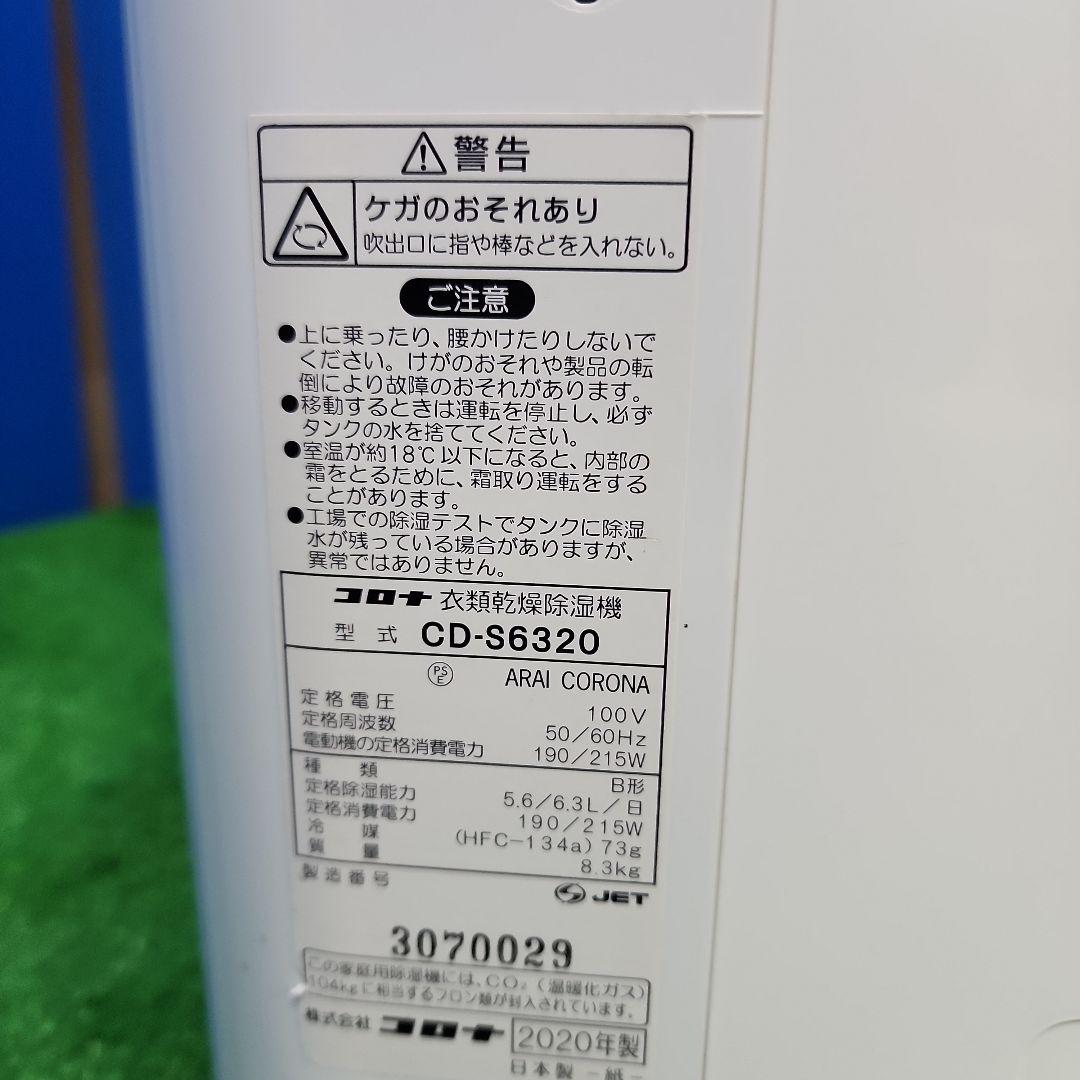 警告
ケガのおそれあり
吹出口に指や棒などを入れない。
ご注意
●上に乗ったり、腰かけたりしないで
ください。けがのおそれや製品の転
倒により故障のおそれがあります。
●移動するときは運転を停止し、必ず
タンクの水を捨ててください。
●室温が約18℃以下になると、内部の
霜をとるために、霜取り運転をする
ことがあります。
●工場での除湿テストでタンクに除湿
水が残っている場合がありますが、
異常ではありません。
コロナ 衣類乾燥除湿機
型式 CD-S6320
PSE ARAI CORONA
定格電圧 100V
定格周波数 50/60Hz
電動機の定格消費電力 190/215W
種類 B形
定格除湿能力 5.6/6.3L/日
定格消費電力 190/215W
冷媒 (HFC-134a) 73g
質量 8.3kg
製造番号 JET
3070029
この家庭用除湿機には、CO₂(温暖化ガス)
104kgに相当するフロン類が封入されています。
株式会社 コロナ 2020年製
日本製 -紙-